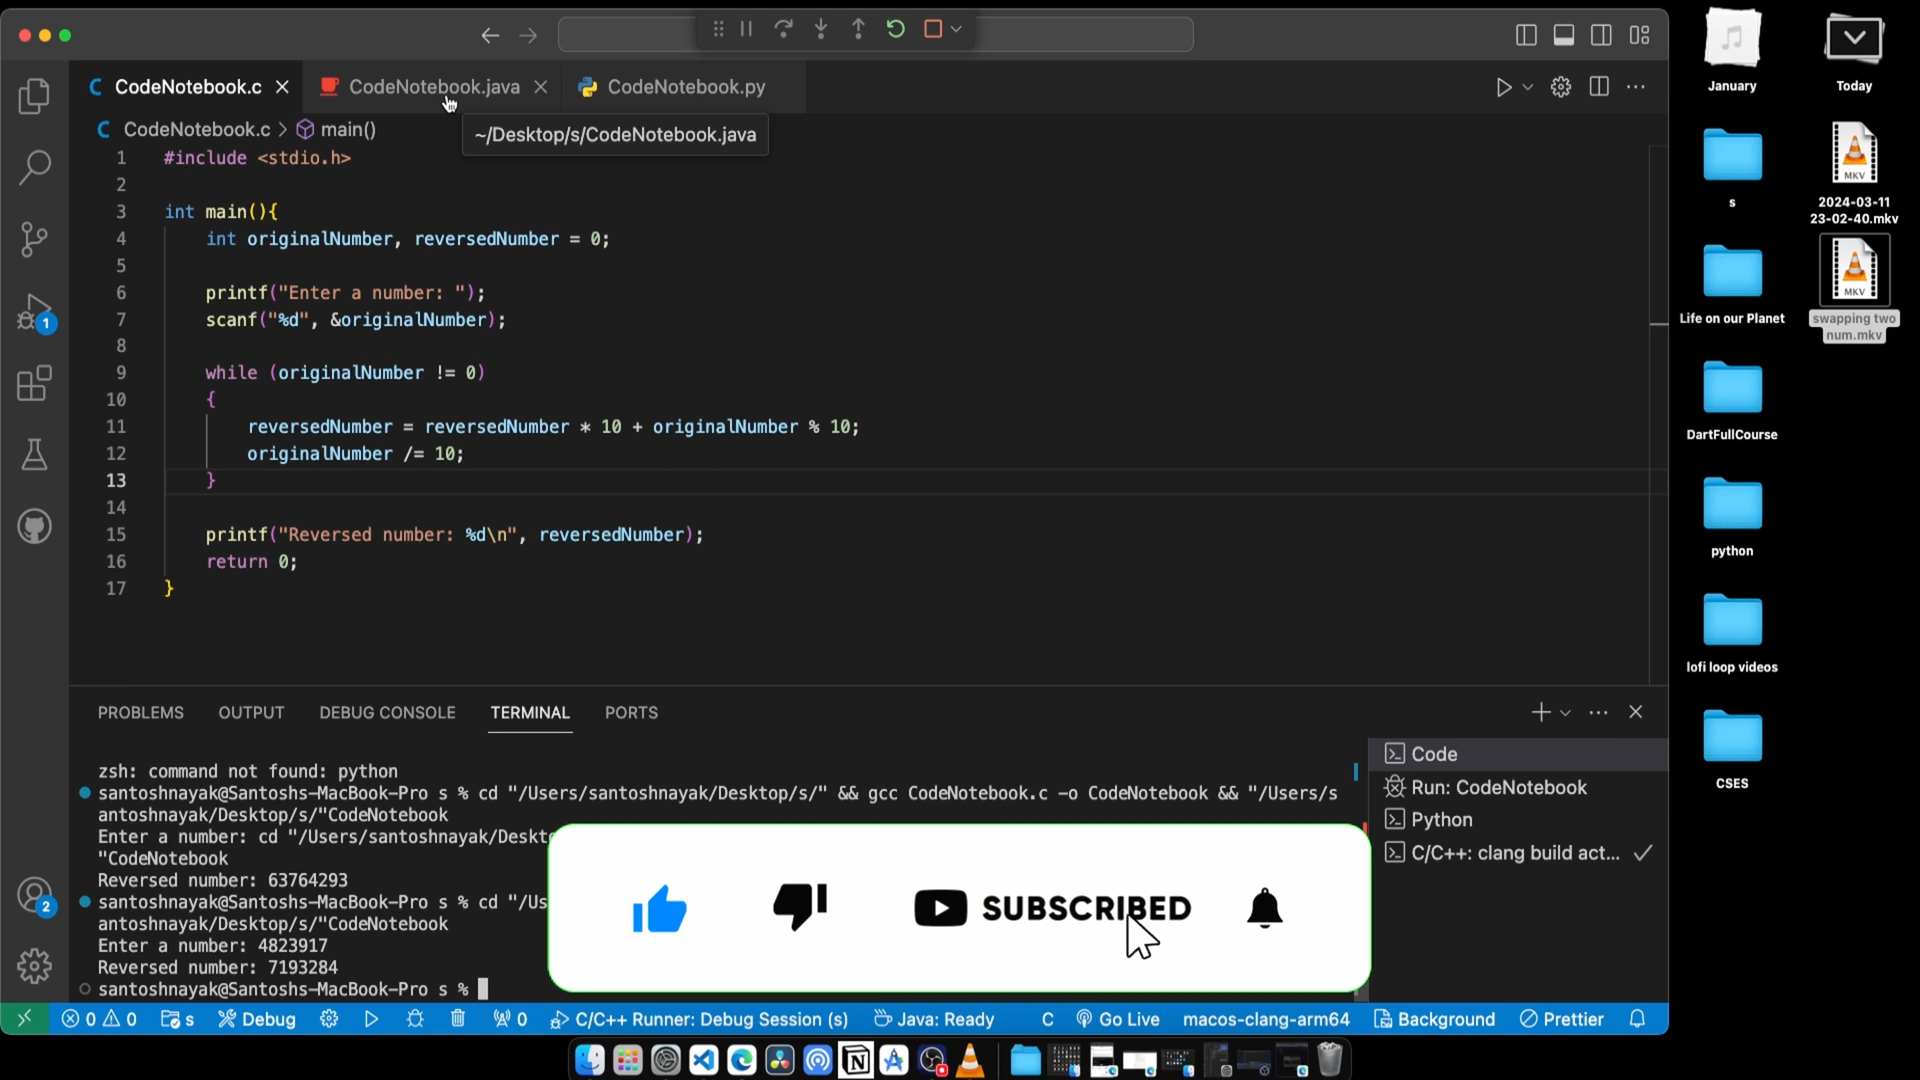 CodeNotebook.c
CodeNotebook.java
CodeNotebook.py
CodeNotebook.c > main()
~/Desktop/s/CodeNotebook.java
1 #include <stdio.h>
2
3 int main(){
4 int originalNumber, reversedNumber = 0;
5
6 printf("Enter a number: ");
7 scanf("%d", &originalNumber);
8
9 while (originalNumber != 0)
10 {
11 reversedNumber = reversedNumber * 10 + originalNumber % 10;
12 originalNumber /= 10;
13 }
14
15 printf("Reversed number: %d\n", reversedNumber);
16 return 0;
17 }
1
2
PROBLEMS OUTPUT DEBUG CONSOLE TERMINAL PORTS
zsh: command not found: python
santoshnayak@Santoshs-MacBook-Pro s % cd "/Users/santoshnayak/Desktop/s/" && gcc CodeNotebook.c -o CodeNotebook && "/Users/s
antoshnayak/Desktop/s/"CodeNotebook
Enter a number: cd "/Users/santoshnayak/Deskto
"CodeNotebook
Reversed number: 63764293
santoshnayak@Santoshs-MacBook-Pro s % cd "/Us
antoshnayak/Desktop/s/"CodeNotebook
Enter a number: 4823917
Reversed number: 7193284
santoshnayak@Santoshs-MacBook-Pro s %
Code
Run: CodeNotebook
Python
C/C++: clang build act...
SUBSCRIBED
0 0 s Debug 0 C/C++ Runner: Debug Session (s) Java: Ready C Go Live macos-clang-arm64 Background Prettier
January
Today
s
MKV
2024-03-11
23-02-40.mkv
Life on our Planet
MKV
swapping two
num.mkv
DartFullCourse
python
lofi loop videos
CSES